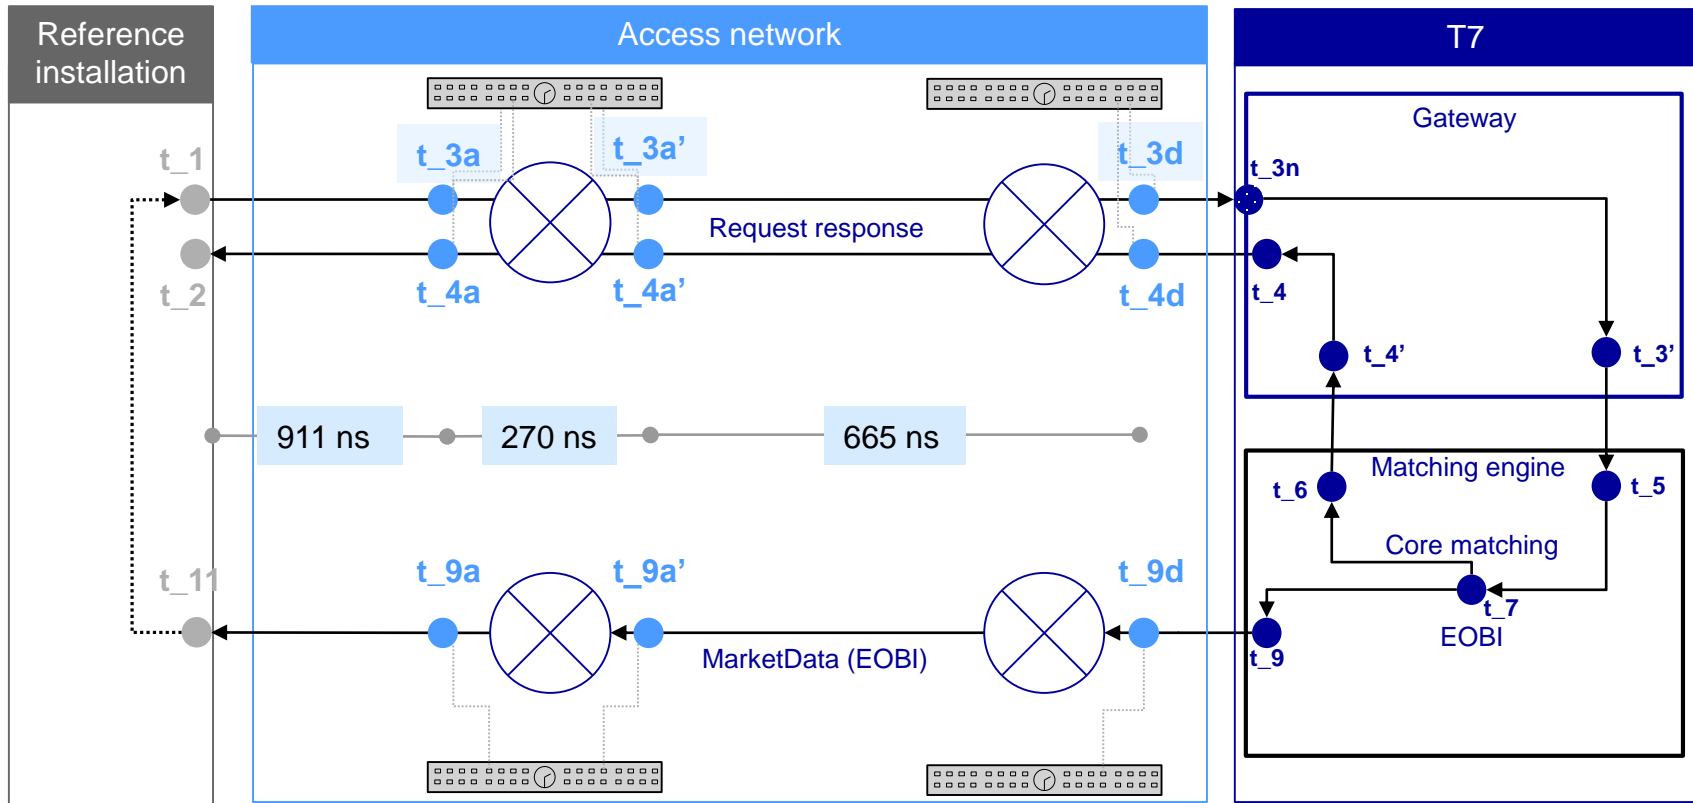 Reference
installation
Access network
T7
Gateway
t_1
t_3a
t_3a’
t_3d
t_3n
Request response
t_2
t_4a
t_4a’
t_4d
t_4
t_4’
t_3’
911 ns
270 ns
665 ns
Matching engine
t_6
t_5
Core matching
t_11
t_9a
t_9a’
t_9d
t_7
EOBI
t_9
MarketData (EOBI)